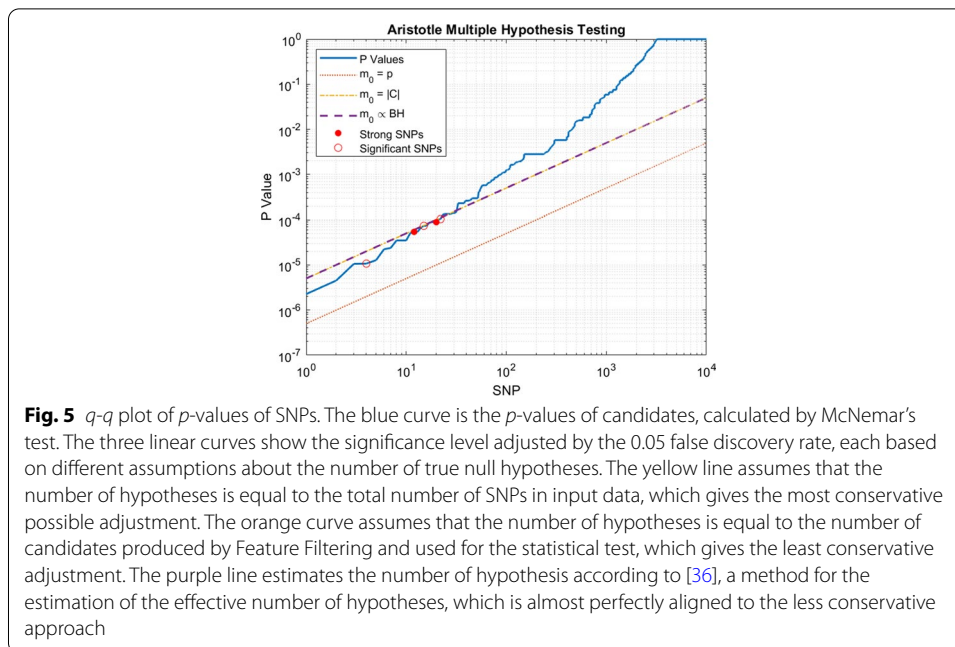 Aristotle Multiple Hypothesis Testing
10^0
10^-1
10^-2
10^-3
10^-4
10^-5
10^-6
10^-7
P Value
P Values
m_0 = p
m_0 = |C|
m_0 ∝ BH
Strong SNPs
Significant SNPs
10^0 10^1 10^2 10^3 10^4
SNP
Fig. 5 q-q plot of p-values of SNPs. The blue curve is the p-values of candidates, calculated by McNemar's
test. The three linear curves show the significance level adjusted by the 0.05 false discovery rate, each based
on different assumptions about the number of true null hypotheses. The yellow line assumes that the
number of hypotheses is equal to the total number of SNPs in input data, which gives the most conservative
possible adjustment. The orange curve assumes that the number of hypotheses is equal to the number of
candidates produced by Feature Filtering and used for the statistical test, which gives the least conservative
adjustment. The purple line estimates the number of hypothesis according to [36], a method for the
estimation of the effective number of hypotheses, which is almost perfectly aligned to the less conservative
approach